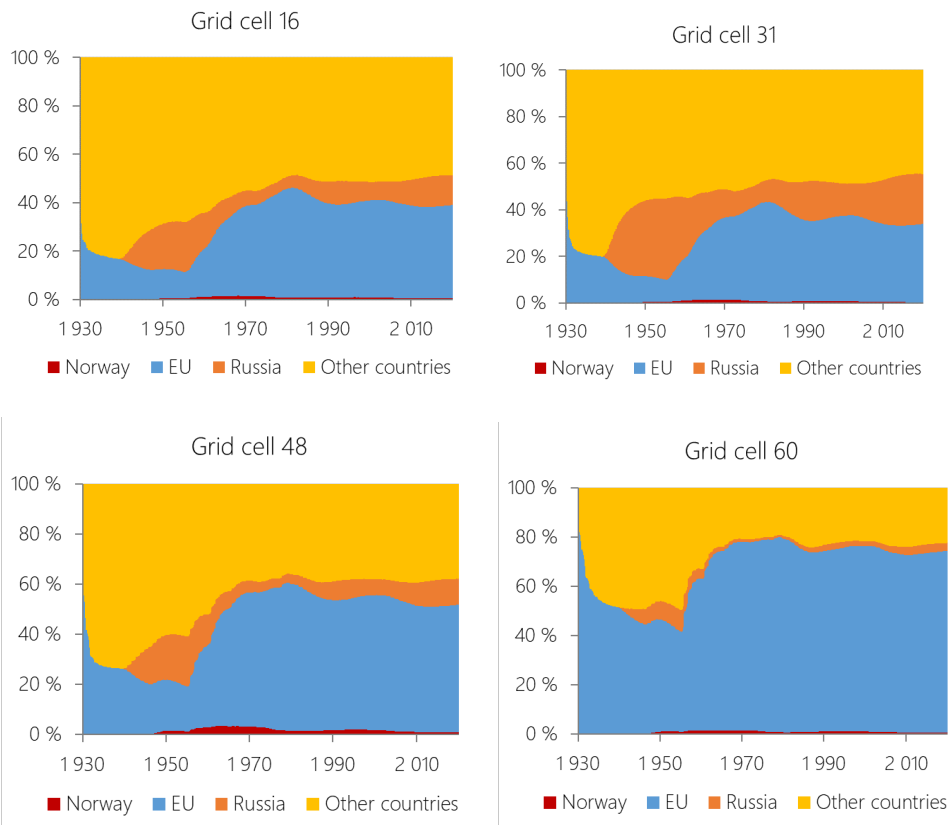 Grid cell 16
100 %
80 %
60 %
40 %
20 %
0 %
1 930 1 950 1 970 1 990 2 010
Norway EU Russia Other countries
Grid cell 31
100 %
80 %
60 %
40 %
20 %
0 %
1 930 1 950 1 970 1 990 2 010
Norway EU Russia Other countries
Grid cell 48
100 %
80 %
60 %
40 %
20 %
0 %
1 930 1 950 1 970 1 990 2 010
Norway EU Russia Other countries
Grid cell 60
100 %
80 %
60 %
40 %
20 %
0 %
1 930 1 950 1 970 1 990 2 010
Norway EU Russia Other countries